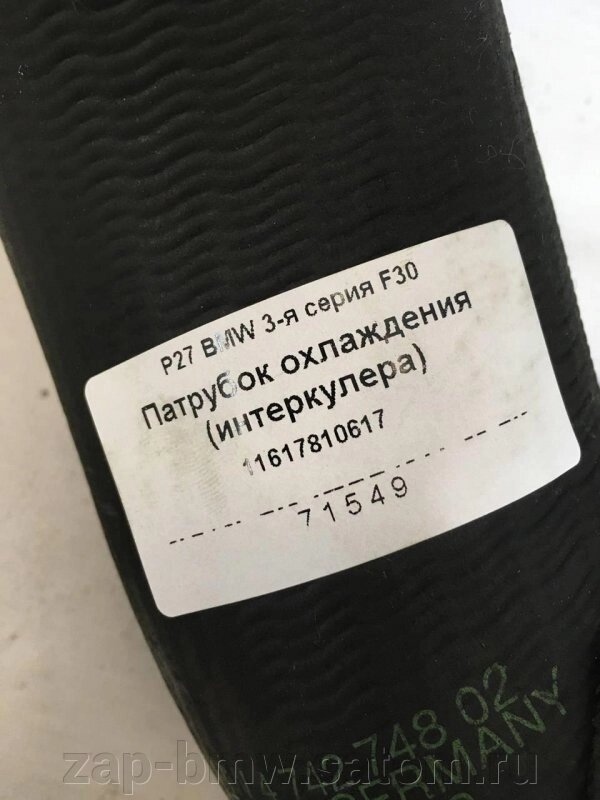 P27 BMW 3-я серия F30
Патрубок охлаждения
(интеркулера)
11617810617
71549
748 02
GERMANY
zap-bmw.satom.ru